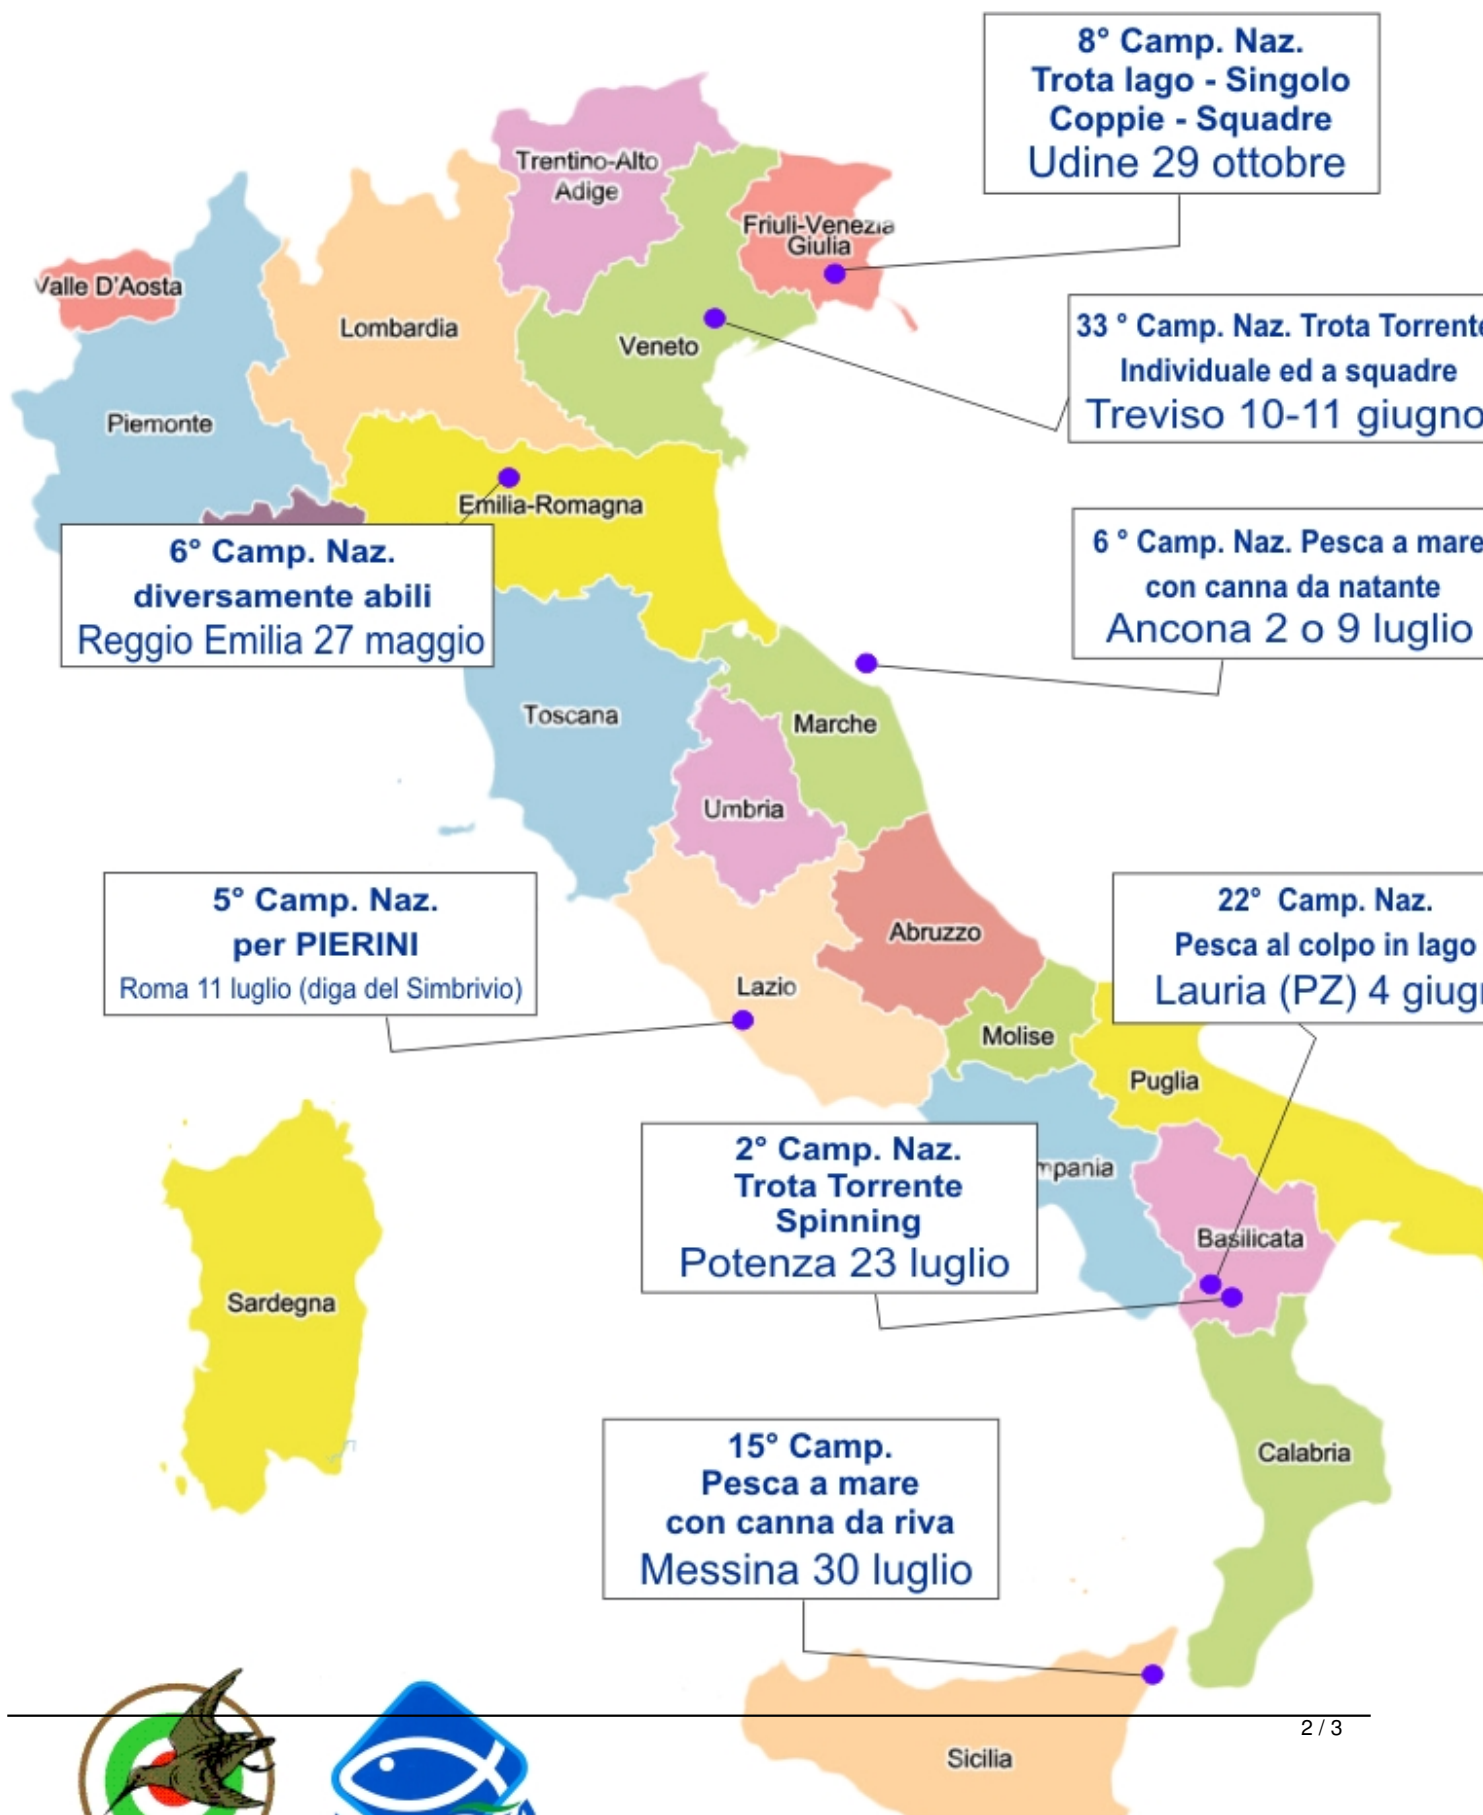 8° Camp. Naz.
Trota lago - Singolo
Coppie - Squadre
Udine 29 ottobre
Trentino-Alto
Adige
Friuli-Venezia
Giulia
Valle D'Aosta
Lombardia
Veneto
33 ° Camp. Naz. Trota Torrente
Individuale ed a squadre
Treviso 10-11 giugno
Piemonte
Emilia-Romagna
6° Camp. Naz.
diversamente abili
Reggio Emilia 27 maggio
6 ° Camp. Naz. Pesca a mare
con canna da natante
Ancona 2 o 9 luglio
Toscana
Marche
Umbria
5° Camp. Naz.
per PIERINI
Roma 11 luglio (diga del Simbrivio)
Abruzzo
Lazio
22° Camp. Naz.
Pesca al colpo in lago
Lauria (PZ) 4
Molise
Puglia
2° Camp. Naz.
Trota Torrente
Spinning
Potenza 23 luglio
mpania
Basilicata
Sardegna
15° Camp.
Pesca a mare
con canna da riva
Messina 30 luglio
Calabria
2 / 3
Sicilia